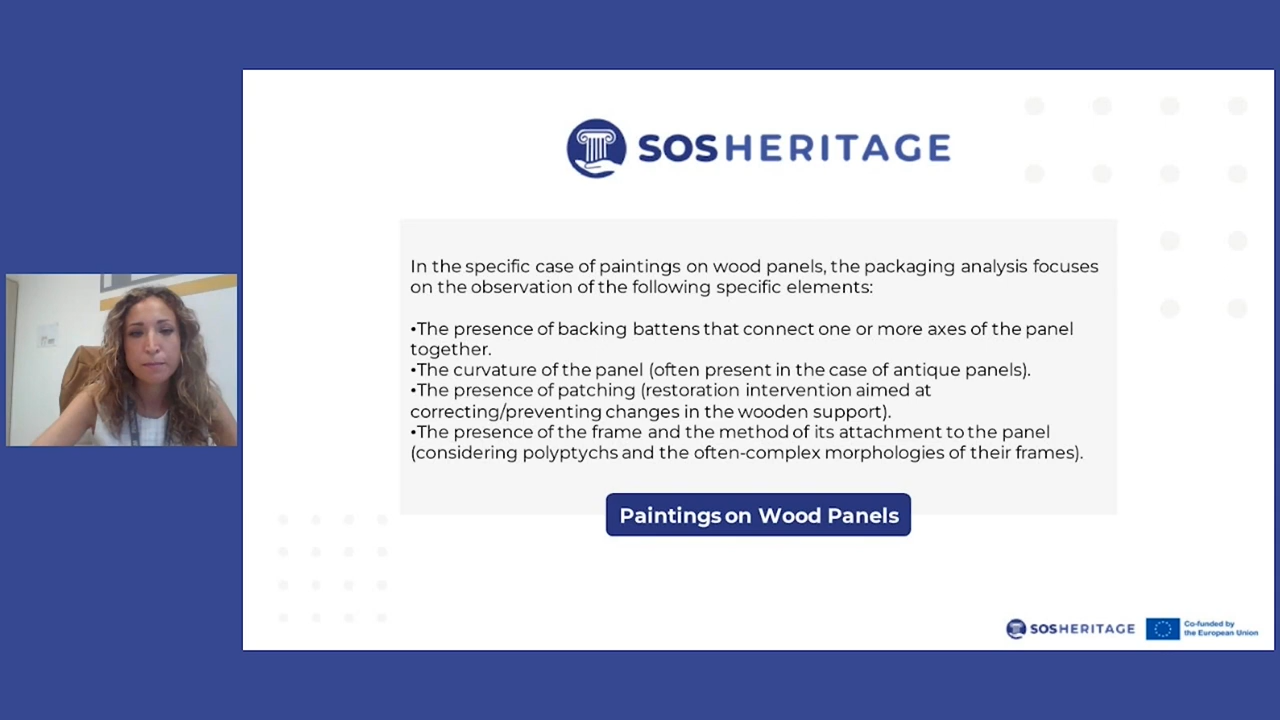 SOSHERITAGE
In the specific case of paintings on wood panels, the packaging analysis focuses
on the observation of the following specific elements:
•The presence of backing battens that connect one or more axes of the panel
together.
•The curvature of the panel (often present in the case of antique panels).
•The presence of patching (restoration intervention aimed at
correcting/preventing changes in the wooden support).
•The presence of the frame and the method of its attachment to the panel
(considering polyptychs and the often-complex morphologies of their frames).
Paintings on Wood Panels
SOSHERITAGE
Co-funded by
the European Union